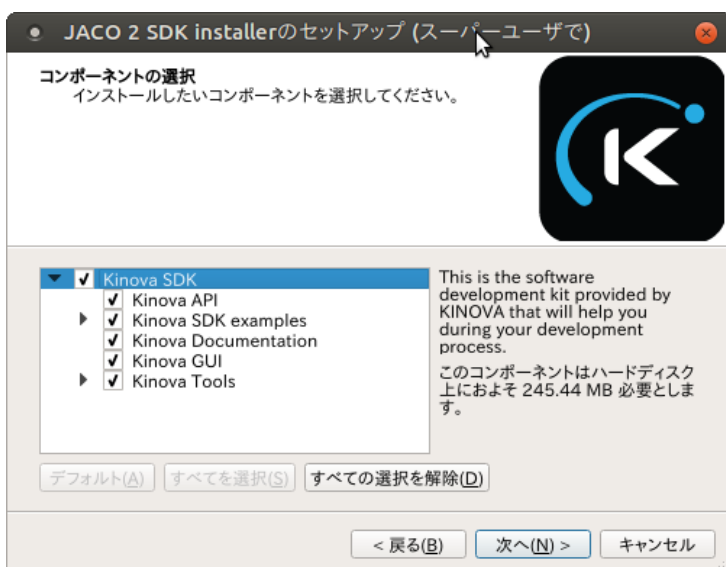 JACO 2 SDK installerのセットアップ (スーパーユーザで)
コンポーネントの選択
インストールしたいコンポーネントを選択してください。
K
Kinova SDK
Kinova API
Kinova SDK examples
Kinova Documentation
Kinova GUI
Kinova Tools
This is the software
development kit provided by
KINOVA that will help you
during your development
process.
このコンポーネントはハードディスク
上におよそ 245.44 MB 必要としま
す。
デフォルト(A)
すべてを選択(S)
すべての選択を解除(D)
< 戻る(B)
次へ(N) >
キャンセル